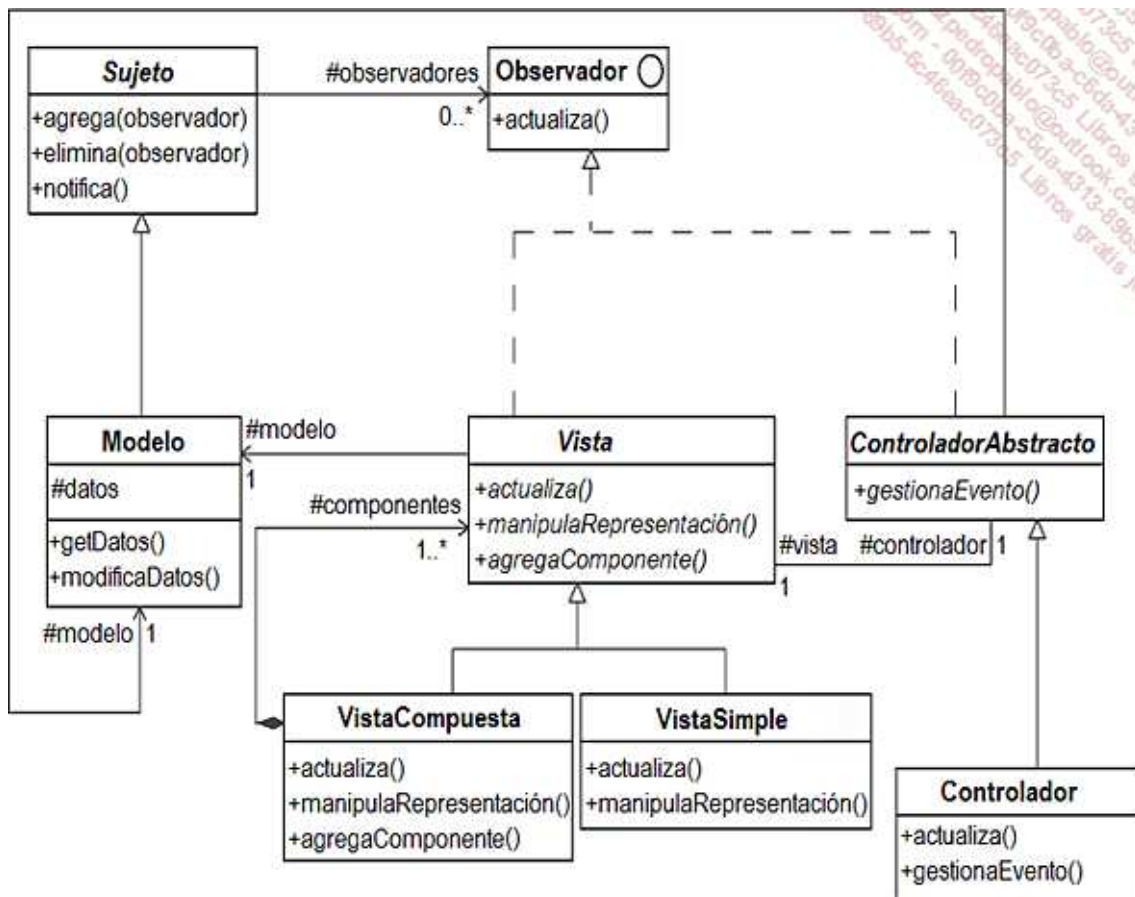 Sujeto
+agrega(observador)
+elimina(observador)
+notifica()
#observadores
0..*
Observador
+actualiza()
Modelo
#datos
+getDatos()
+modificaDatos()
#modelo
1
#componentes
1..*
Vista
+actualiza()
+manipulaRepresentación()
+agregaComponente()
#vista
1
#controlador 1
ControladorAbstracto
+gestionaEvento()
#modelo 1
VistaCompuesta
+actualiza()
+manipulaRepresentación()
+agregaComponente()
VistaSimple
+actualiza()
+manipulaRepresentación()
Controlador
+actualiza()
+gestionaEvento()